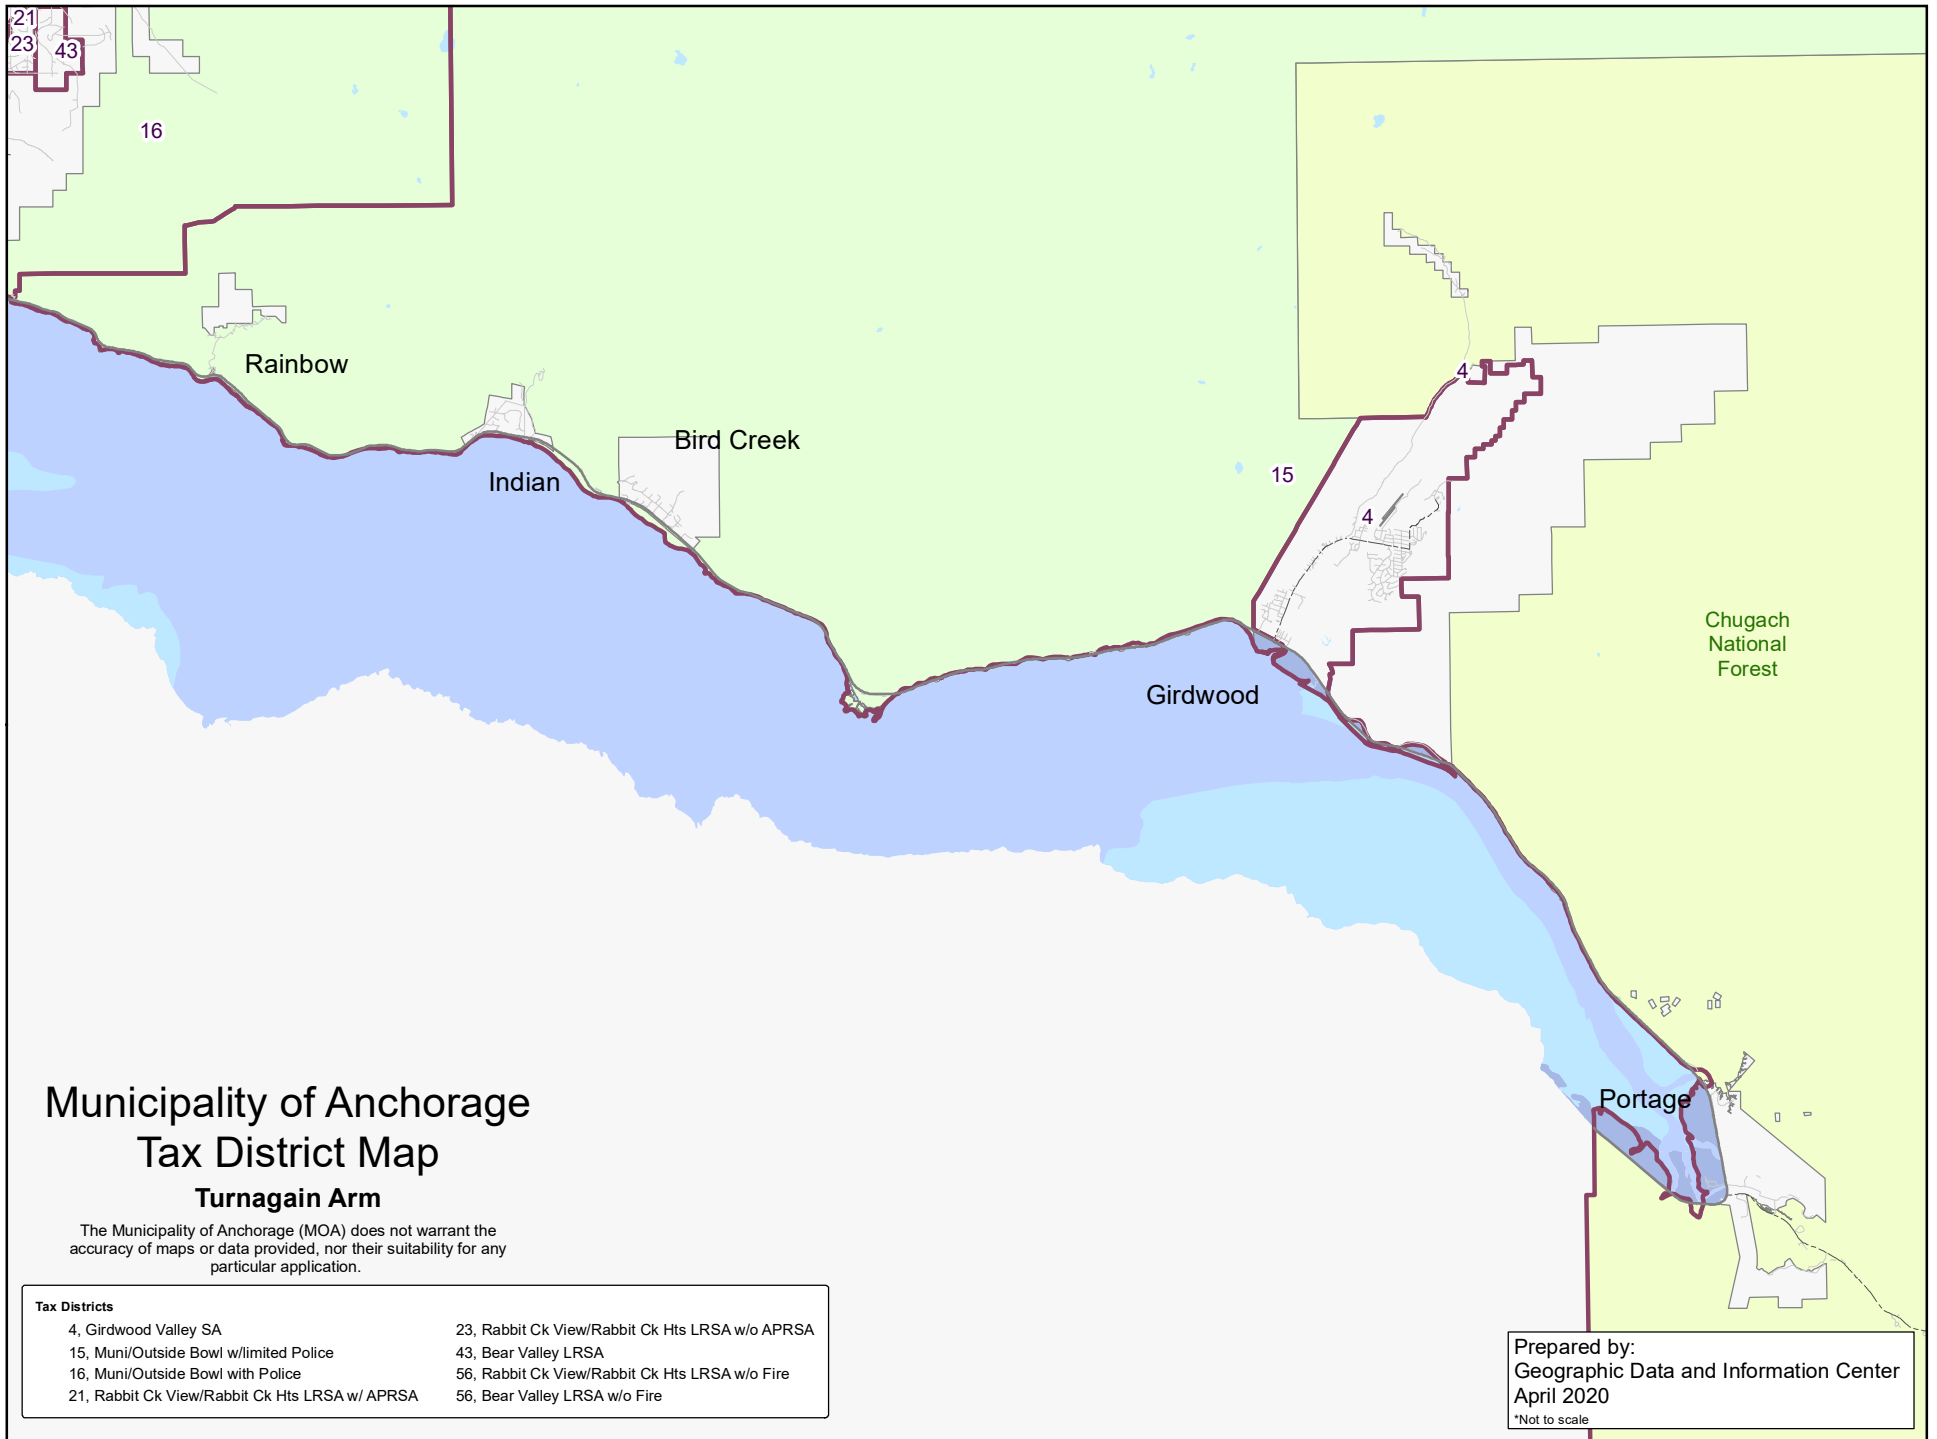 21
23
43
16
Rainbow
Indian
Bird Creek
15
4
4
Girdwood
Chugach
National
Forest
Portage
Municipality of Anchorage
Tax District Map
Turnagain Arm
The Municipality of Anchorage (MOA) does not warrant the
accuracy of maps or data provided, nor their suitability for any
particular application.
Tax Districts
4, Girdwood Valley SA
15, Muni/Outside Bowl w/limited Police
16, Muni/Outside Bowl with Police
21, Rabbit Ck View/Rabbit Ck Hts LRSA w/ APRSA
23, Rabbit Ck View/Rabbit Ck Hts LRSA w/o APRSA
43, Bear Valley LRSA
56, Rabbit Ck View/Rabbit Ck Hts LRSA w/o Fire
56, Bear Valley LRSA w/o Fire
Prepared by:
Geographic Data and Information Center
April 2020
*Not to scale